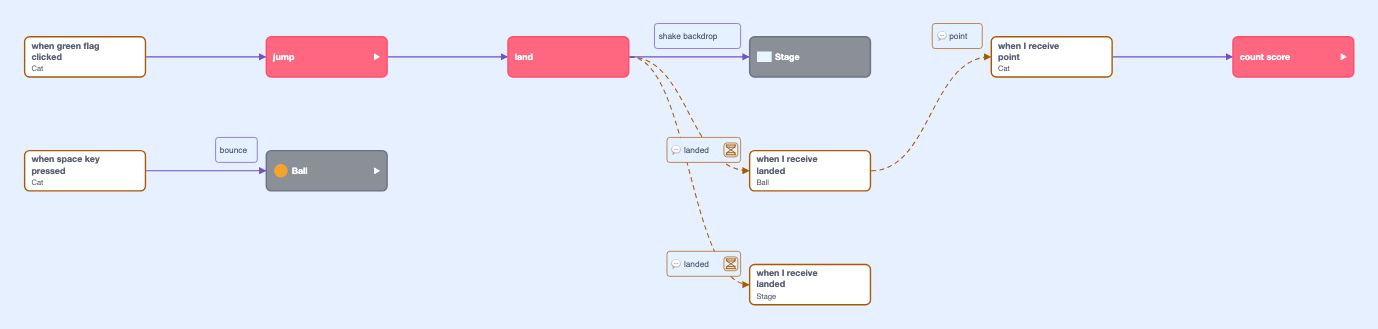 when green flag
clicked
Cat
jump
land
shake backdrop
Stage
point
when I receive
point
Cat
count score
when space key
pressed
Cat
bounce
Ball
landed
when I receive
landed
Ball
landed
when I receive
landed
Stage